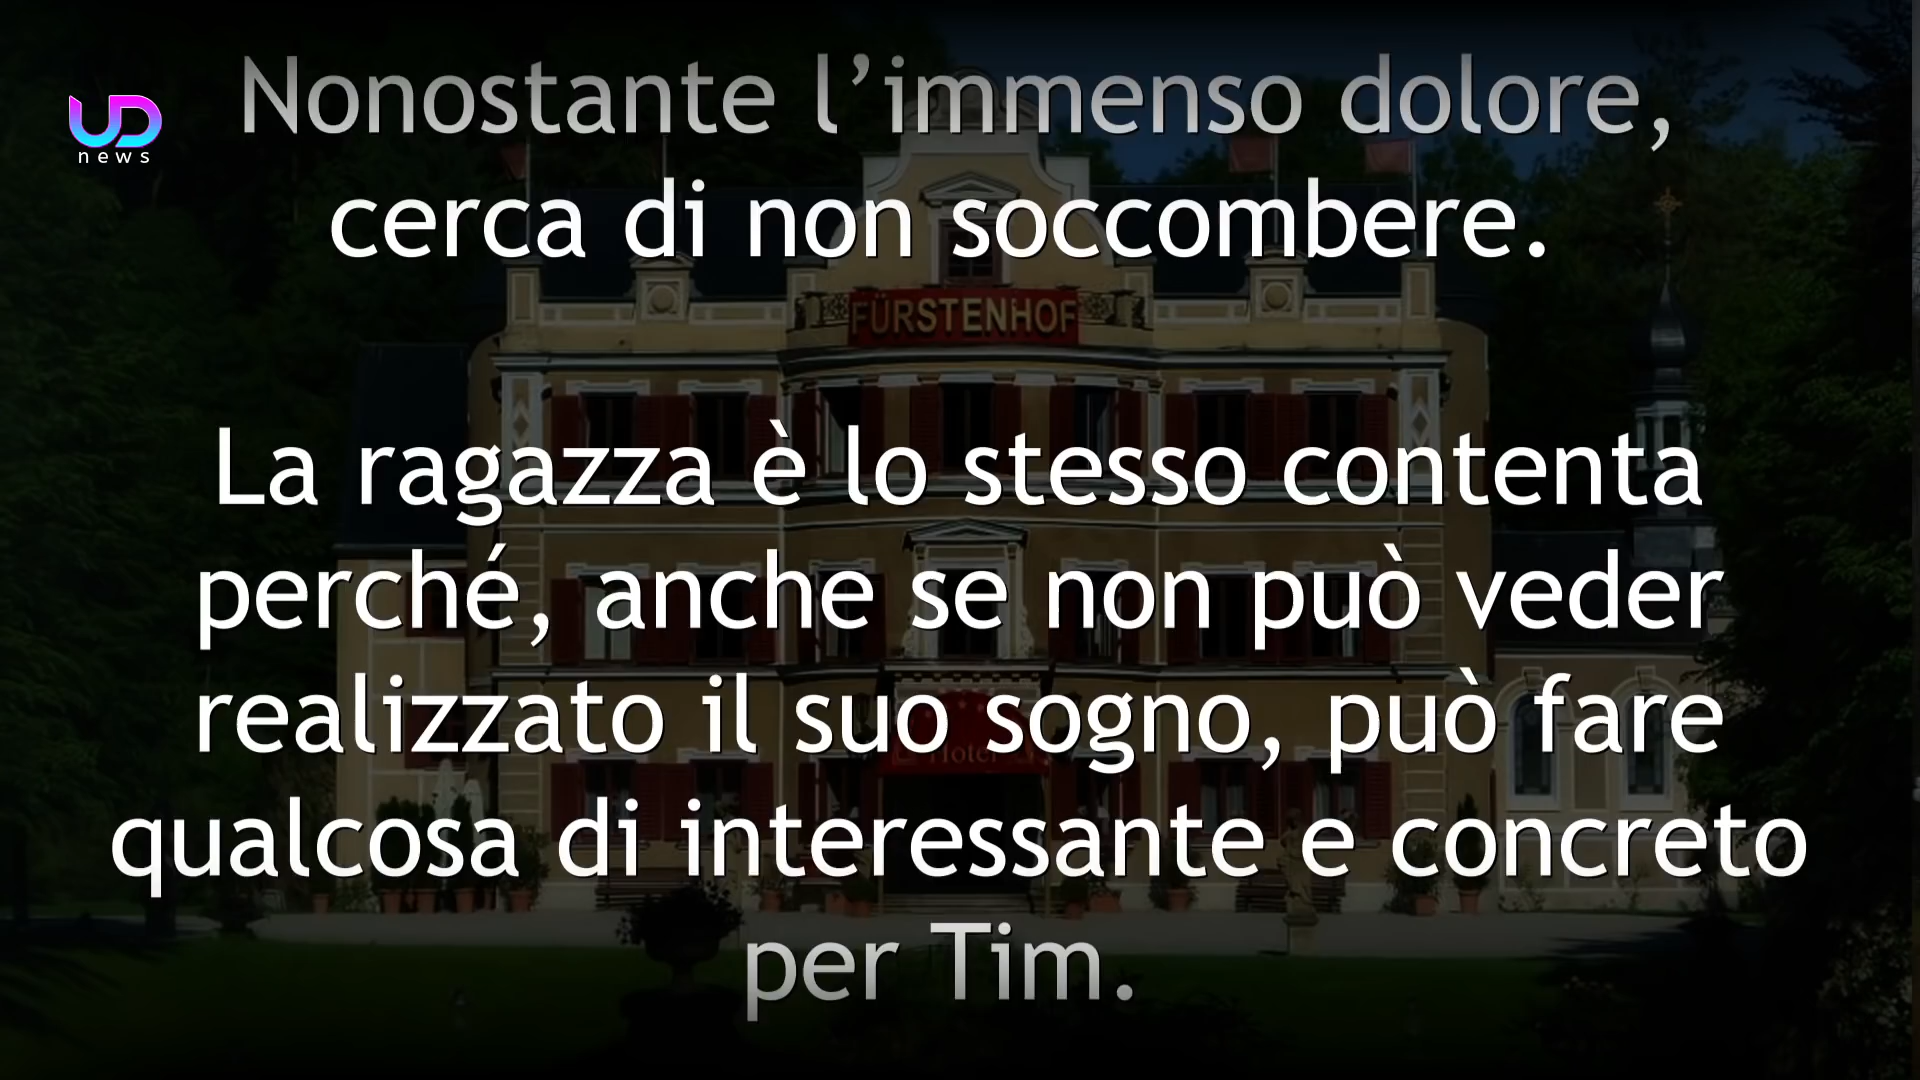 Nonostante l’immenso dolore,
UD
news
cerca di non soccombere.
FÜRSTENHOF
La ragazza è lo stesso contenta
perché, anche se non può veder
realizzato il suo sogno, può fare
Hotel
qualcosa di interessante e concreto
per Tim.